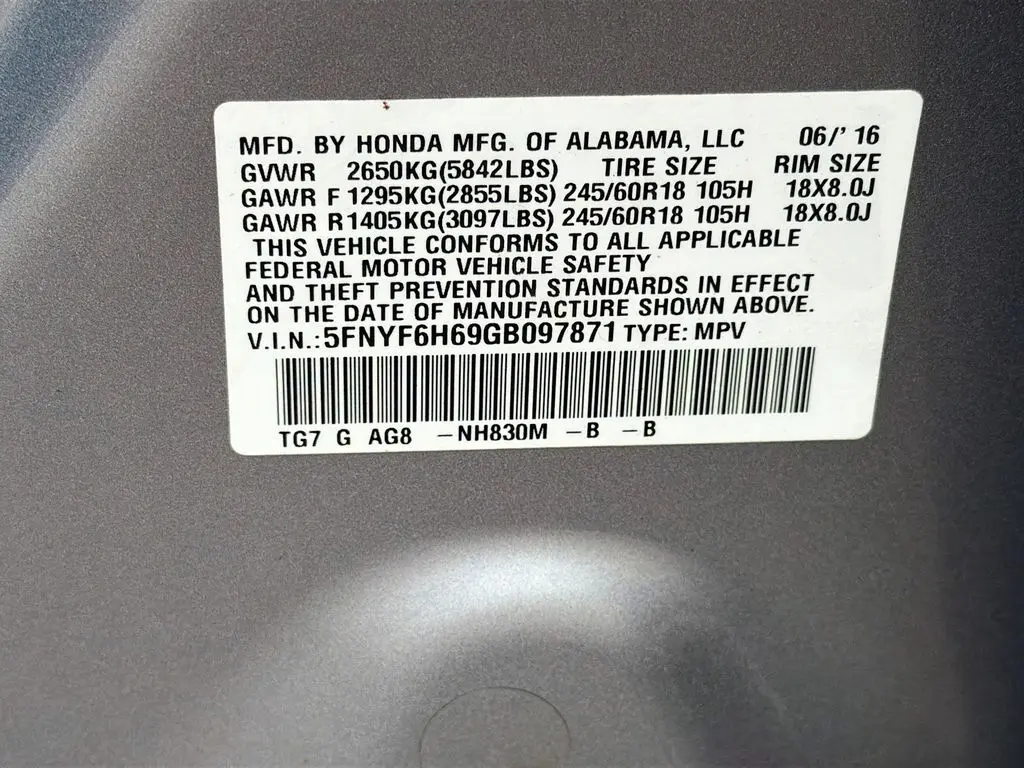 MFD. BY HONDA MFG. OF ALABAMA, LLC 06/' 16
GVWR 2650KG(5842LBS) TIRE SIZE RIM SIZE
GAWR F 1295KG(2855LBS) 245/60R18 105H 18X8.0J
GAWR R1405KG(3097LBS) 245/60R18 105H 18X8.0J
THIS VEHICLE CONFORMS TO ALL APPLICABLE
FEDERAL MOTOR VEHICLE SAFETY
AND THEFT PREVENTION STANDARDS IN EFFECT
ON THE DATE OF MANUFACTURE SHOWN ABOVE.
V.I.N.:5FNYF6H69GB097871 TYPE: MPV
TG7 G AG8 -NH830M -B -B